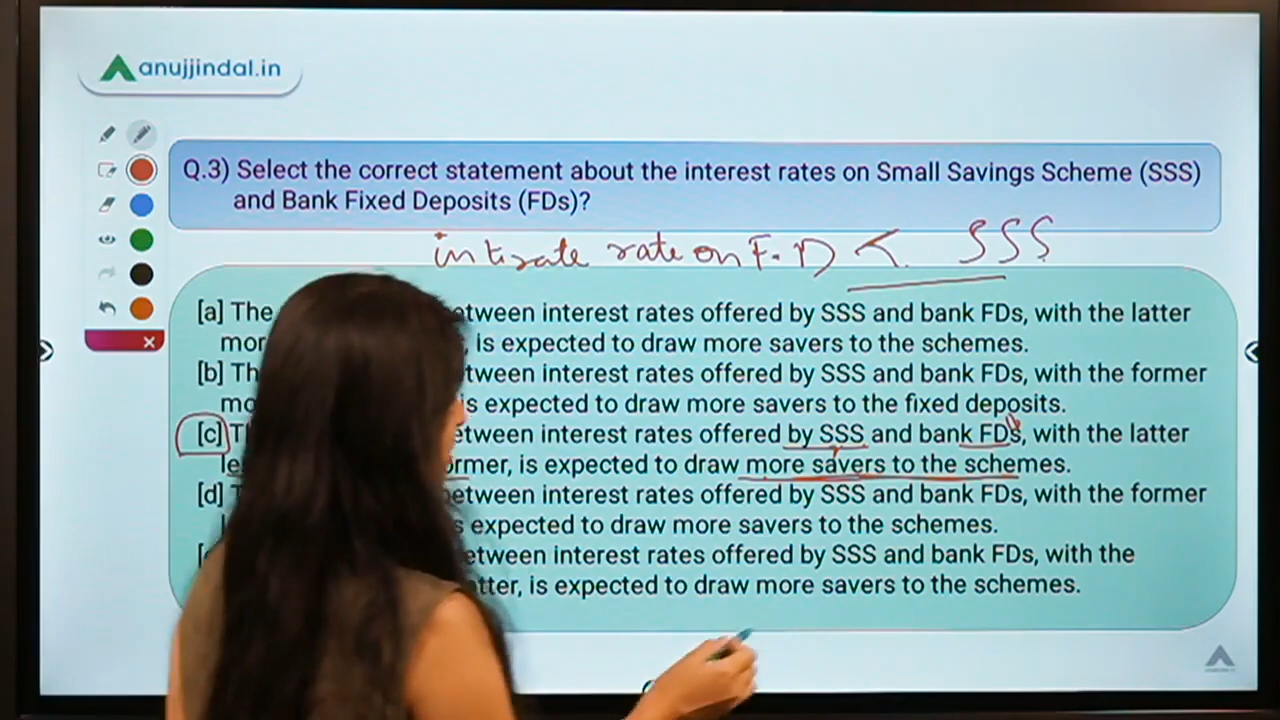 anujjindal.in
Q.3) Select the correct statement about the interest rates on Small Savings Scheme (SSS)
and Bank Fixed Deposits (FDs)?
intrate rate on F.D < SSS
[a] The etween interest rates offered by SSS and bank FDs, with the latter
mor , is expected to draw more savers to the schemes.
[b] Th tween interest rates offered by SSS and bank FDs, with the former
mo is expected to draw more savers to the fixed deposits.
[c] T etween interest rates offered by SSS and bank FDs, with the latter
le ormer, is expected to draw more savers to the schemes.
[d] T between interest rates offered by SSS and bank FDs, with the former
s expected to draw more savers to the schemes.
etween interest rates offered by SSS and bank FDs, with the
tter, is expected to draw more savers to the schemes.